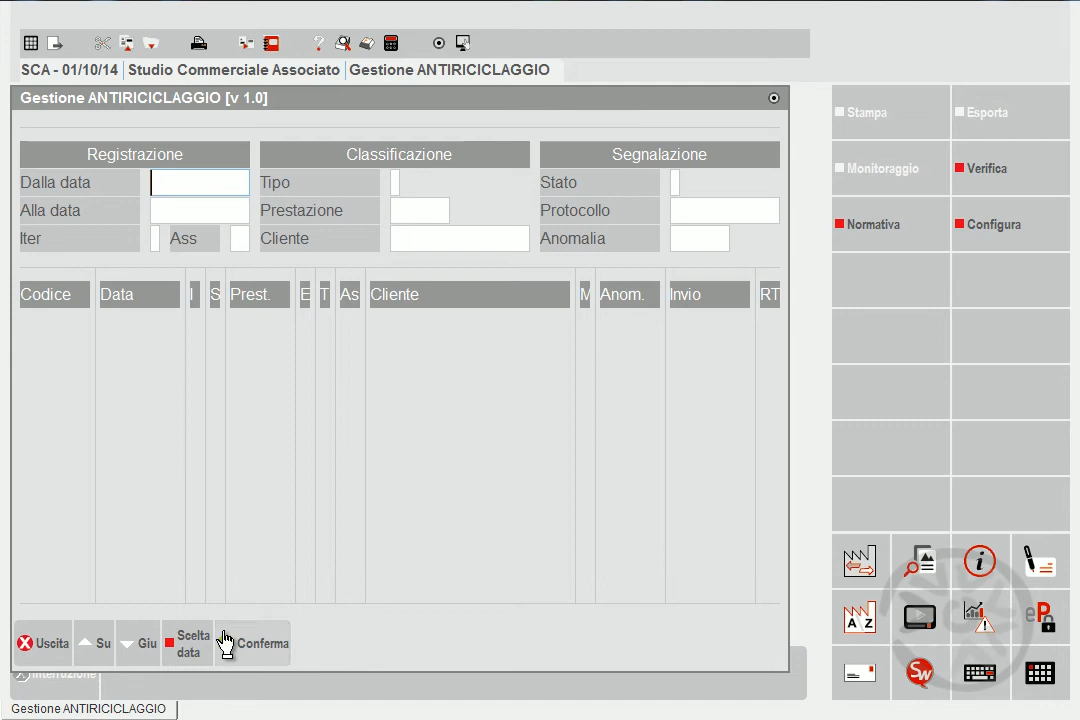 SCA - 01/10/14 Studio Commerciale Associato Gestione ANTIRICICLAGGIO
Gestione ANTIRICICLAGGIO [v 1.0]
Registrazione Classificazione Segnalazione
Dalla data Tipo Stato
Alla data Prestazione Protocollo
Iter Ass Cliente Anomalia
Codice Data I S Prest. E T As Cliente M Anom. Invio RT
Uscita Su Giu Scelta data Conferma
Interruzione
Gestione ANTIRICICLAGGIO
Stampa Esporta
Monitoraggio Verifica
Normativa Configura
i
A Z eP
Sw